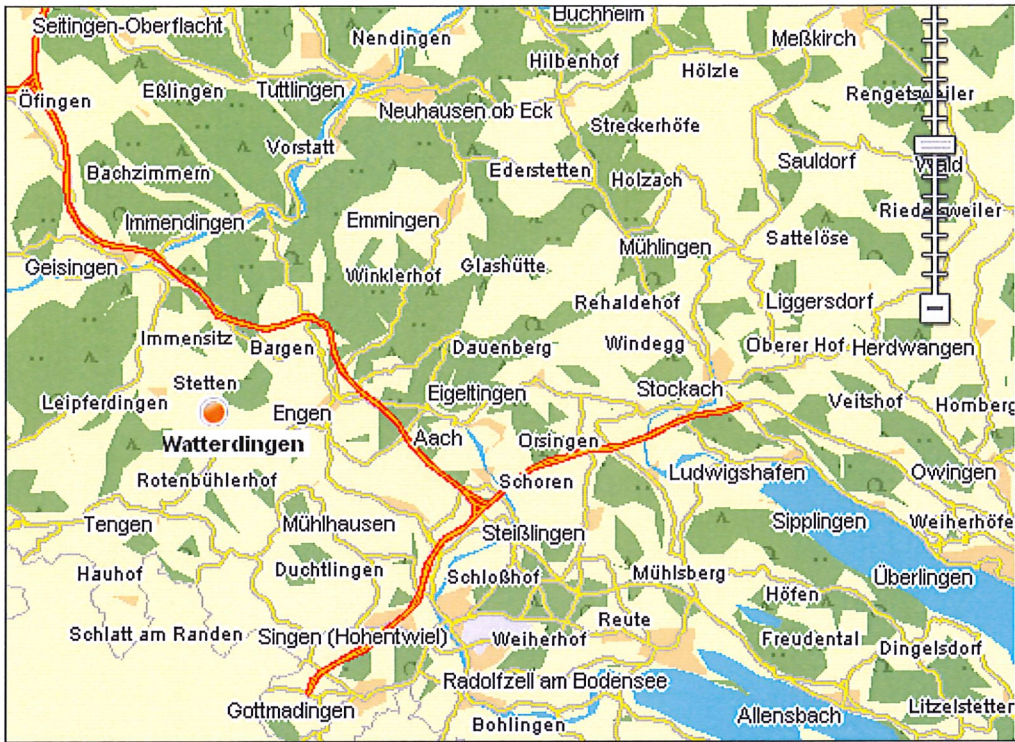 Buchheim
Seitingen-Oberflacht
Nendingen
Meßkirch
Hilbenhof
Hölzle
Eßlingen
Tuttlingen
Rengetsweiler
Öfingen
Neuhausen ob Eck
Streckerhöfe
Vorstatt
Sauldorf
Wald
Bachzimmern
Ederstetten
Holzach
Immendingen
Emmingen
Riedetsweiler
Mühlingen
Sattelöse
Geisingen
Winklerhof
Glashütte
Rehaldehof
Liggersdorf
Immensitz
Bargen
Dauenberg
Windegg
Oberer Hof
Herdwangen
Stetten
Eigeltingen
Stockach
Leipferdingen
Engen
Veitshof
Homberg
Watterdingen
Aach
Orsingen
Rotenbühlerhof
Schoren
Ludwigshafen
Owingen
Tengen
Mühlhausen
Steißlingen
Sipplingen
Weiherhöfe
Hauhof
Duchtlingen
Schloßhof
Mühlsberg
Überlingen
Höfen
Schlatt am Randen
Singen (Hohentwiel)
Weiherhof
Reute
Freudental
Dingelsdorf
Radolfzell am Bodensee
Gottmadingen
Bohlingen
Allensbach
Litzelstetten